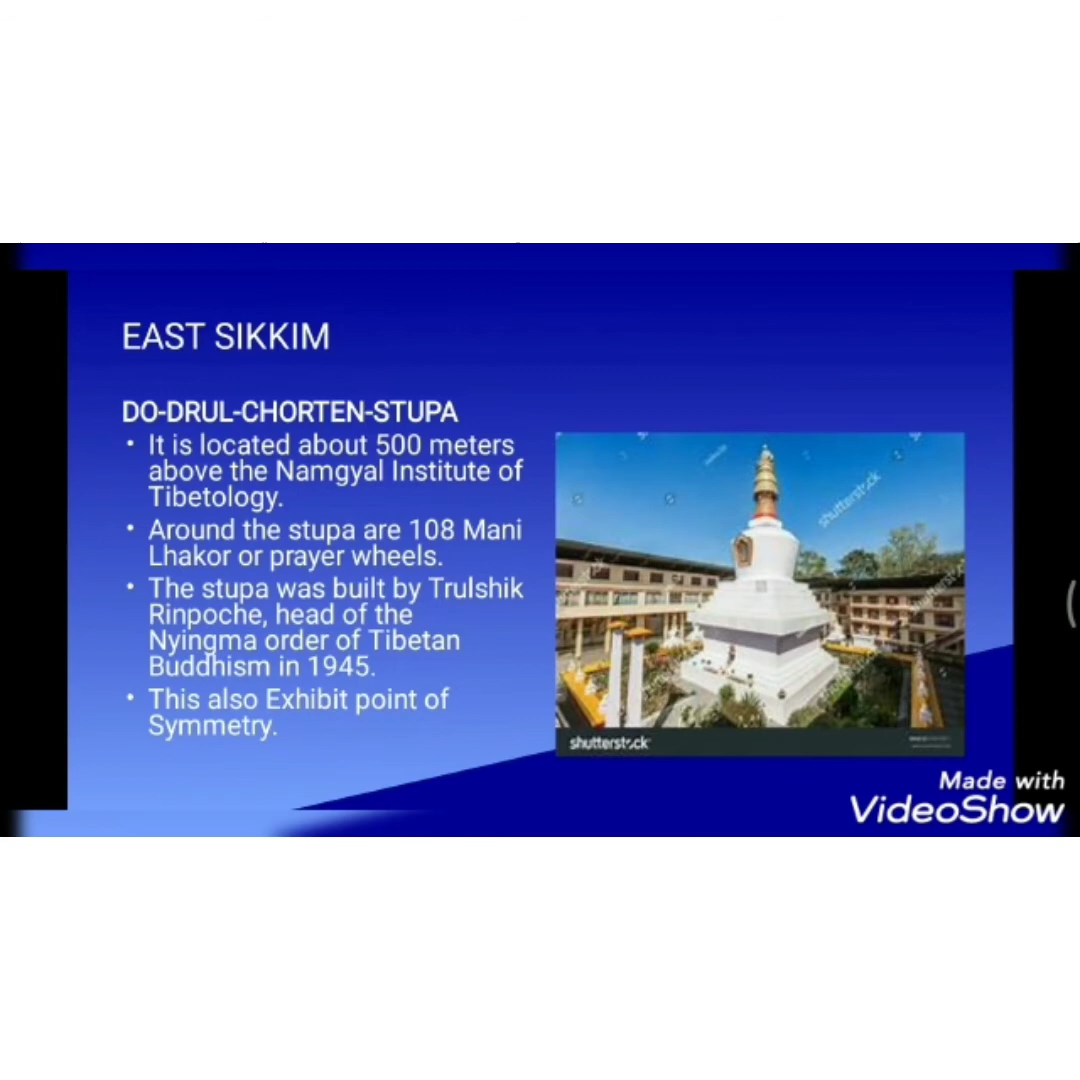 EAST SIKKIM
DO-DRUL-CHORTEN-STUPA
• It is located about 500 meters
above the Namgyal Institute of
Tibetology.
• Around the stupa are 108 Mani
Lhakor or prayer wheels.
• The stupa was built by Trulshik
Rinpoche, head of the
Nyingma order of Tibetan
Buddhism in 1945.
• This also Exhibit point of
Symmetry.
shutterstock
shutterstock
Made with
VideoShow